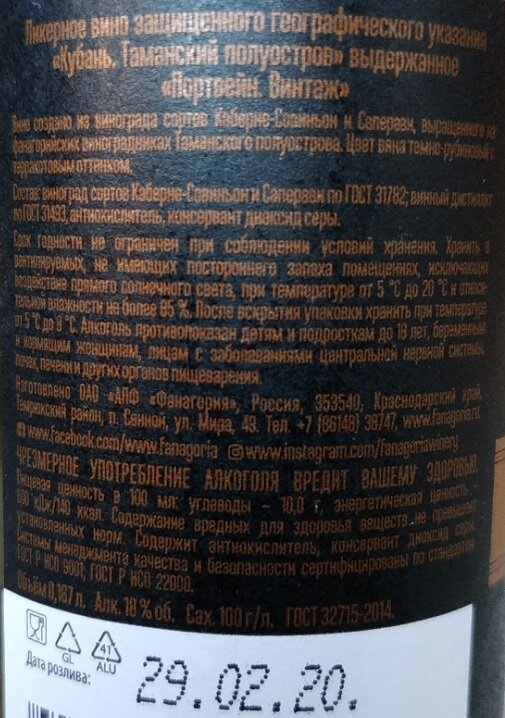 Ликерное вино защищенного географического указания
«Кубань. Таманский полуостров» выдержанное
«Портвейн. Винтаж»
Вино создано из винограда сортов Каберне-Совиньон и Саперави, выращенного на
фанагорийских виноградниках Таманского полуострова. Цвет вина темно-рубиновый с
терракотовым оттенком.
Состав: виноград сортов Каберне-Совиньон и Саперави по ГОСТ 31782; винный дистиллят
по ГОСТ 31493, антиокислитель, консервант диоксид серы.
Срок годности не ограничен при соблюдении условий хранения. Хранить в
вентилируемых, не имеющих постороннего запаха помещениях, исключающих
воздействие прямого солнечного света, при температуре от 5 °С до 20 °С и относи-
тельной влажности не более 85 %. После вскрытия упаковки хранить при температуре
от 5 °С до 6 °С. Алкоголь противопоказан детям и подросткам до 18 лет, беременным
и кормящим женщинам, лицам с заболеваниями центральной нервной системы,
почек, печени и других органов пищеварения.
Изготовлено ОАО «АПФ «Фанагория», Россия, 353540, Краснодарский край,
Темрюкский район, п. Сенной, ул. Мира, 49. Тел. +7 (86148) 38747, www.fanagoria.ru
www.facebook.com/www.fanagoria www.instagram.com/fanagoriawinery
ЧРЕЗМЕРНОЕ УПОТРЕБЛЕНИЕ АЛКОГОЛЯ ВРЕДИТ ВАШЕМУ ЗДОРОВЬЮ!
Пищевая ценность в 100 мл: углеводы – 10,0 г, энергетическая ценность –
600 кДж/140 ккал. Содержание вредных для здоровья веществ не превышает
установленных норм. Содержит антиокислитель, консервант диоксид серы.
Системы менеджмента качества и безопасности сертифицированы по стандартам
ГОСТ Р ИСО 9001, ГОСТ Р ИСО 22000.
Объём 0,187 л. Алк. 18 % об. Сах. 100 г/л. ГОСТ 32715-2014.
GL
41
ALU
Дата розлива:
29.02.20.